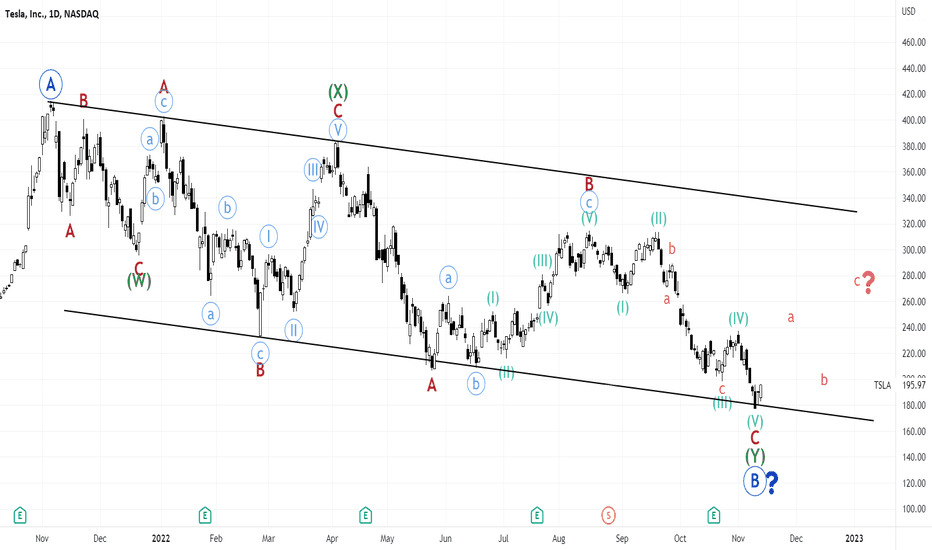 Tesla, Inc., 1D, NASDAQ
USD
460.00
440.00
420.00
400.00
380.00
360.00
340.00
320.00
300.00
280.00
260.00
240.00
220.00
200.00
TSLA 195.97
180.00
160.00
140.00
120.00
100.00
A
B
A
c
a
b
A
C
(W)
b
a
I
II
c
B
III
IV
(X)
C
V
A
a
b
(I)
(II)
(III)
(IV)
B
c
(V)
(I)
(II)
b
a
c
(III)
(IV)
(V)
C
(Y)
B ?
a
b
c ?
E
E
E
E
S
E
Nov
Dec
2022
Feb
Mar
Apr
May
Jun
Jul
Aug
Sep
Oct
Nov
2023